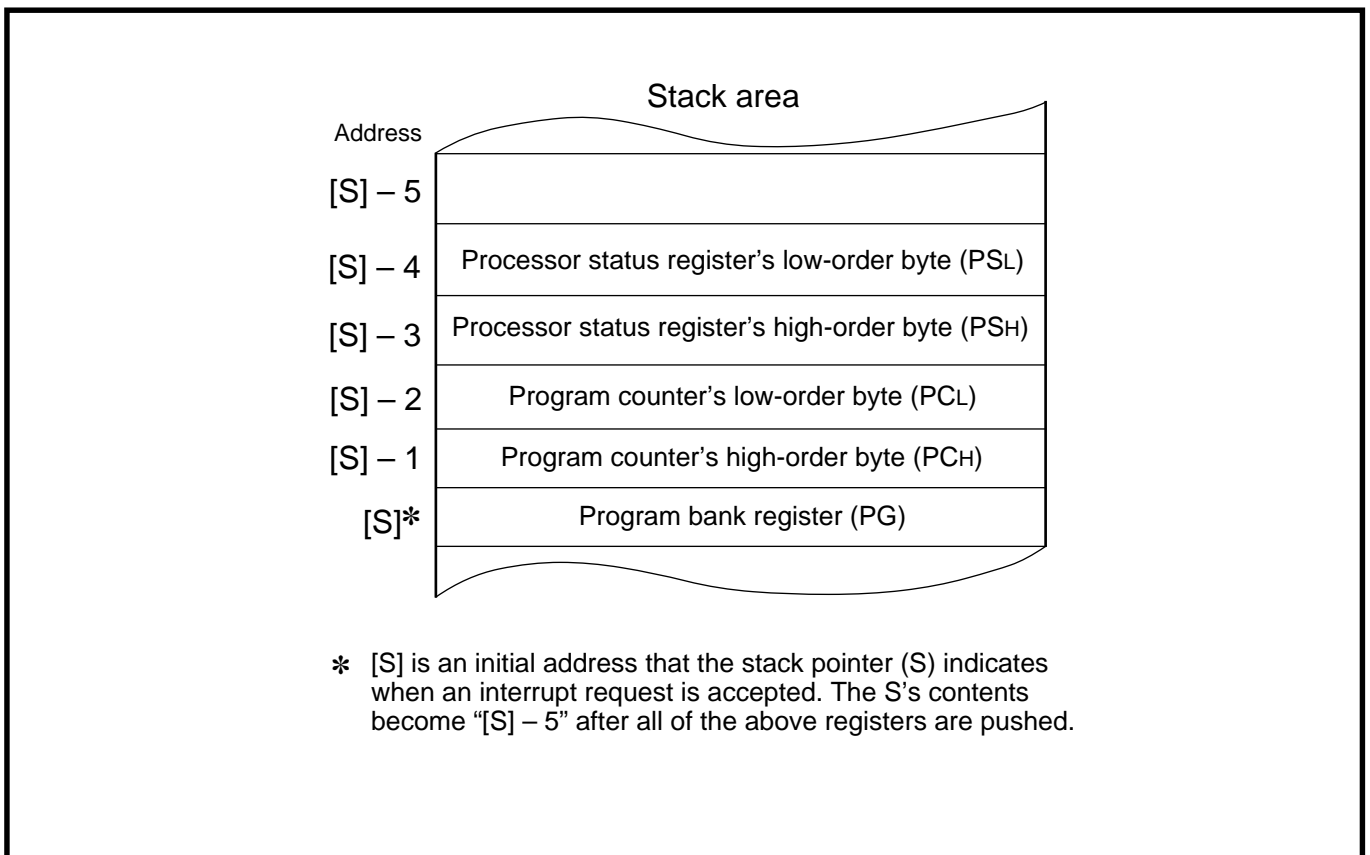 Stack area
Address
[S] – 5
[S] – 4 Processor status register’s low-order byte (PSL)
[S] – 3 Processor status register’s high-order byte (PSH)
[S] – 2 Program counter’s low-order byte (PCL)
[S] – 1 Program counter’s high-order byte (PCH)
[S]✽ Program bank register (PG)
✽ [S] is an initial address that the stack pointer (S) indicates
when an interrupt request is accepted. The S’s contents
become “[S] – 5” after all of the above registers are pushed.